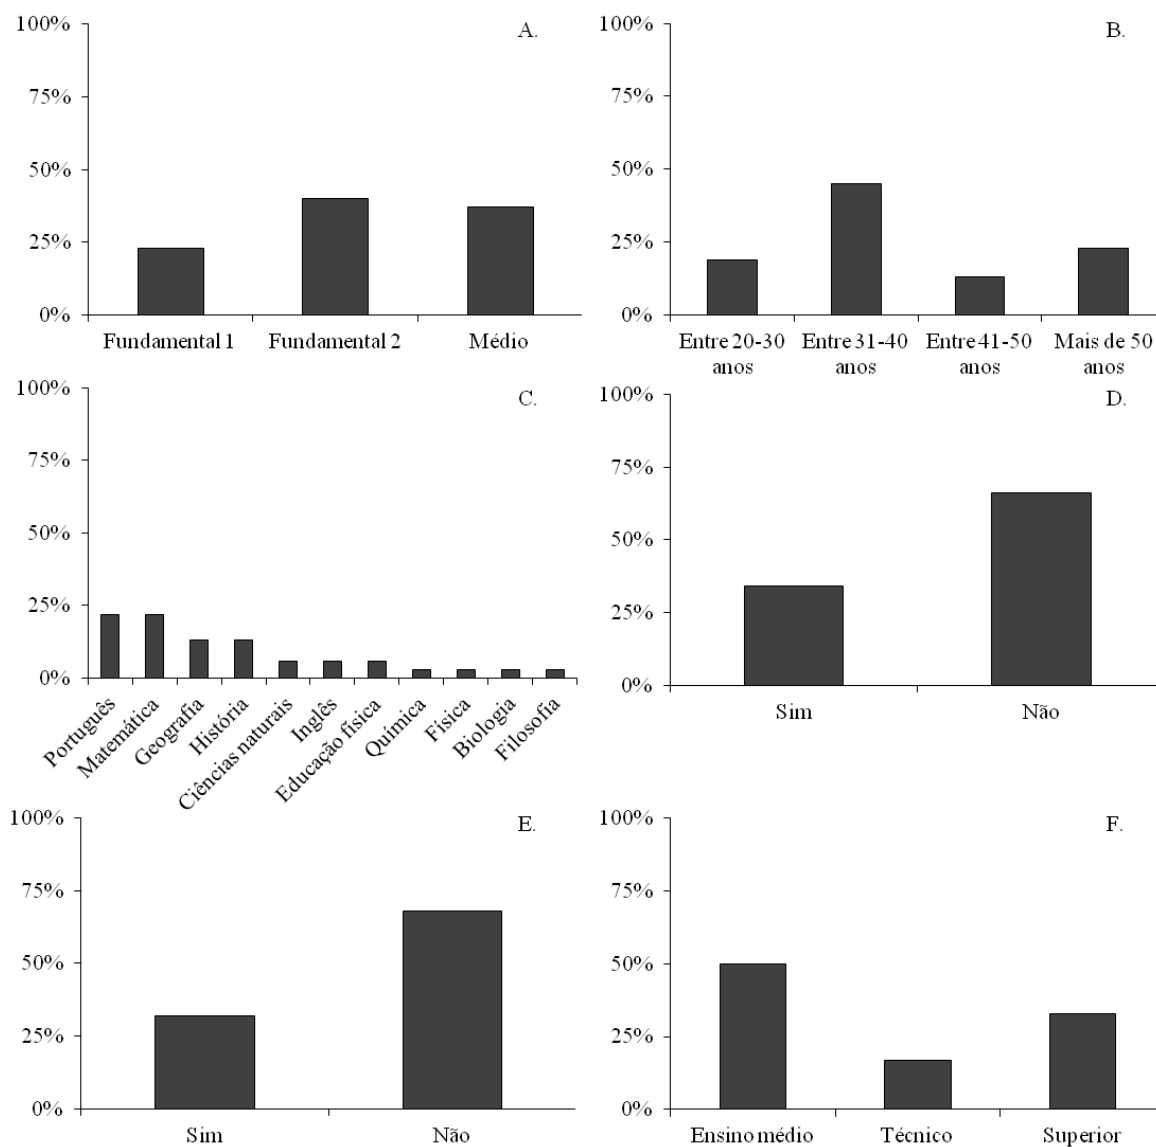 A.
100%
75%
50%
25%
0%
Fundamental 1 Fundamental 2 Médio
B.
100%
75%
50%
25%
0%
Entre 20-30 Entre 31-40 Entre 41-50 Mais de 50
anos anos anos anos
C.
100%
75%
50%
25%
0%
Português
Matemática
Geografia
História
Ciências naturais
Inglês
Educação física
Química
Física
Biologia
Filosofia
D.
100%
75%
50%
25%
0%
Sim Não
E.
100%
75%
50%
25%
0%
Sim Não
F.
100%
75%
50%
25%
0%
Ensino médio Técnico Superior